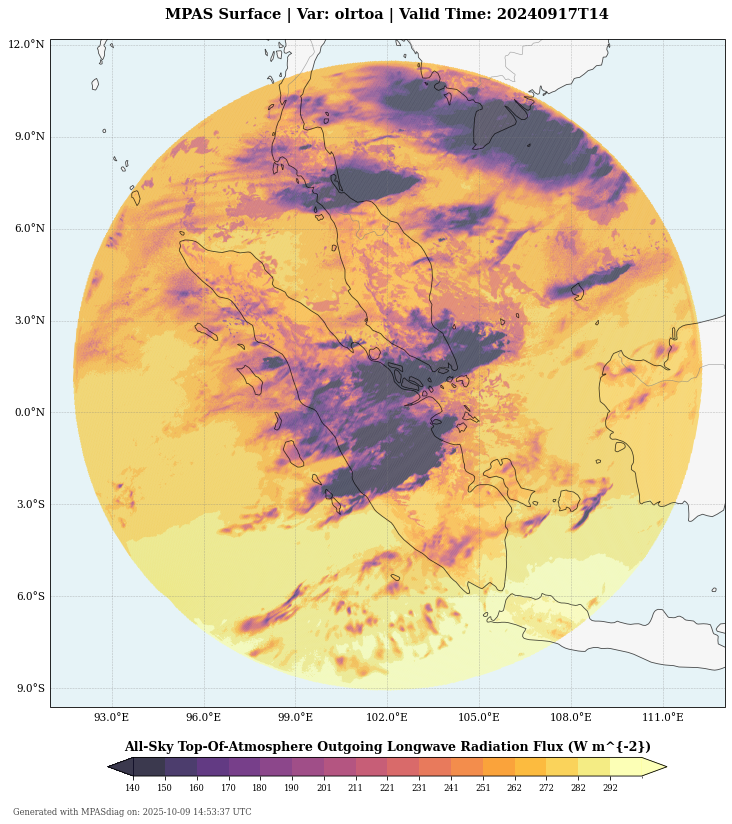 MPAS Surface | Var: olrtoa | Valid Time: 20240917T14
12.0°N
9.0°N
6.0°N
3.0°N
0.0°N
3.0°S
6.0°S
9.0°S
93.0°E 96.0°E 99.0°E 102.0°E 105.0°E 108.0°E 111.0°E
All-Sky Top-Of-Atmosphere Outgoing Longwave Radiation Flux (W m^{-2})
140 150 160 170 180 190 201 211 221 231 241 251 262 272 282 292
Generated with MPASdiag on: 2025-10-09 14:53:37 UTC